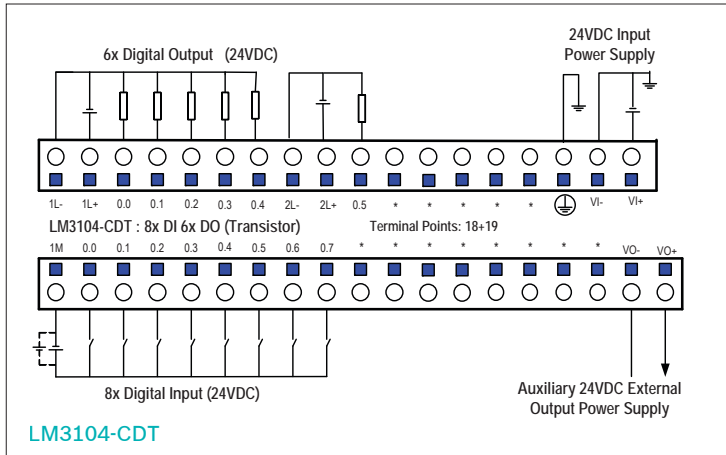 6x Digital Output (24VDC)
24VDC Input
Power Supply
1L- 1L+ 0.0 0.1 0.2 0.3 0.4 2L- 2L+ 0.5 * * * * * VI- VI+
LM3104-CDT : 8x DI 6x DO (Transistor) Terminal Points: 18+19
1M 0.0 0.1 0.2 0.3 0.4 0.5 0.6 0.7 * * * * * * * * VO- VO+
8x Digital Input (24VDC)
Auxiliary 24VDC External
Output Power Supply
LM3104-CDT